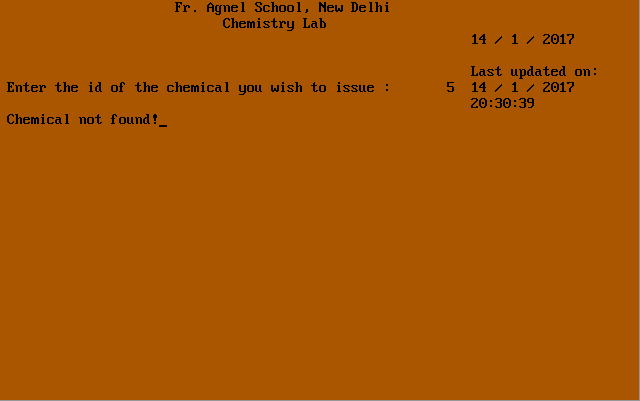 Fr. Agnel School, New Delhi
Chemistry Lab
14 / 1 / 2017
Last updated on:
Enter the id of the chemical you wish to issue : 5 14 / 1 / 2017
20:30:39
Chemical not found!_